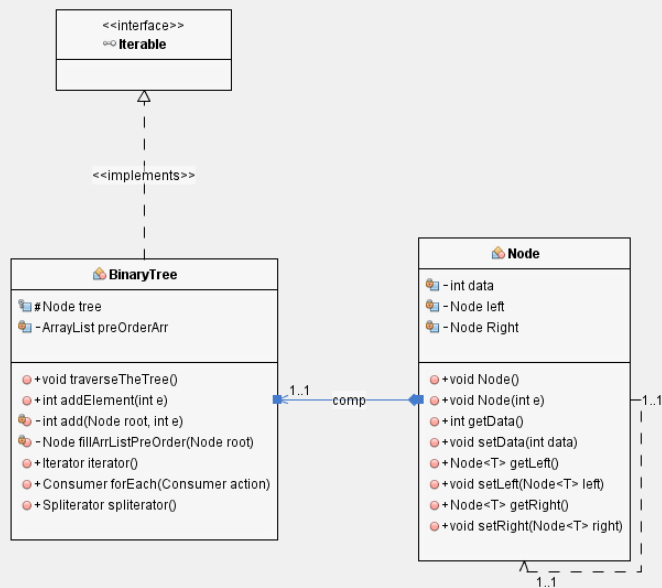 <<interface>>
Iterable
<<implements>>
BinaryTree
# Node tree
- ArrayList preOrderArr
+ void traverseTheTree()
+ int addElement(int e)
- int add(Node root, int e)
- Node fillArrListPreOrder(Node root)
+ Iterator iterator()
+ Consumer forEach(Consumer action)
+ Spliterator spliterator()
1..1
comp
Node
- int data
- Node left
- Node Right
+ void Node()
+ void Node(int e)
+ int getData()
+ void setData(int data)
+ Node<T> getLeft()
+ void setLeft(Node<T> left)
+ Node<T> getRight()
+ void setRight(Node<T> right)
1..1
1..1